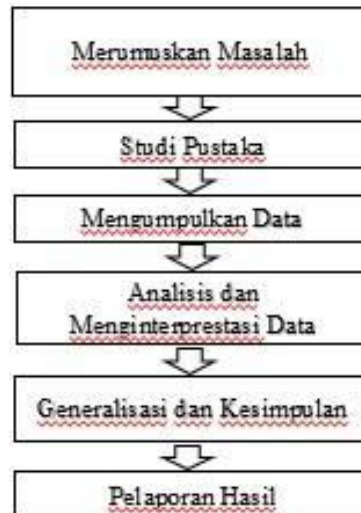 Merumuskan Masalah
Studi Pustaka
Mengumpulkan Data
Analisis dan
Menginterprestasi Data
Generalisasi dan Kesimpulan
Pelaporan Hasil